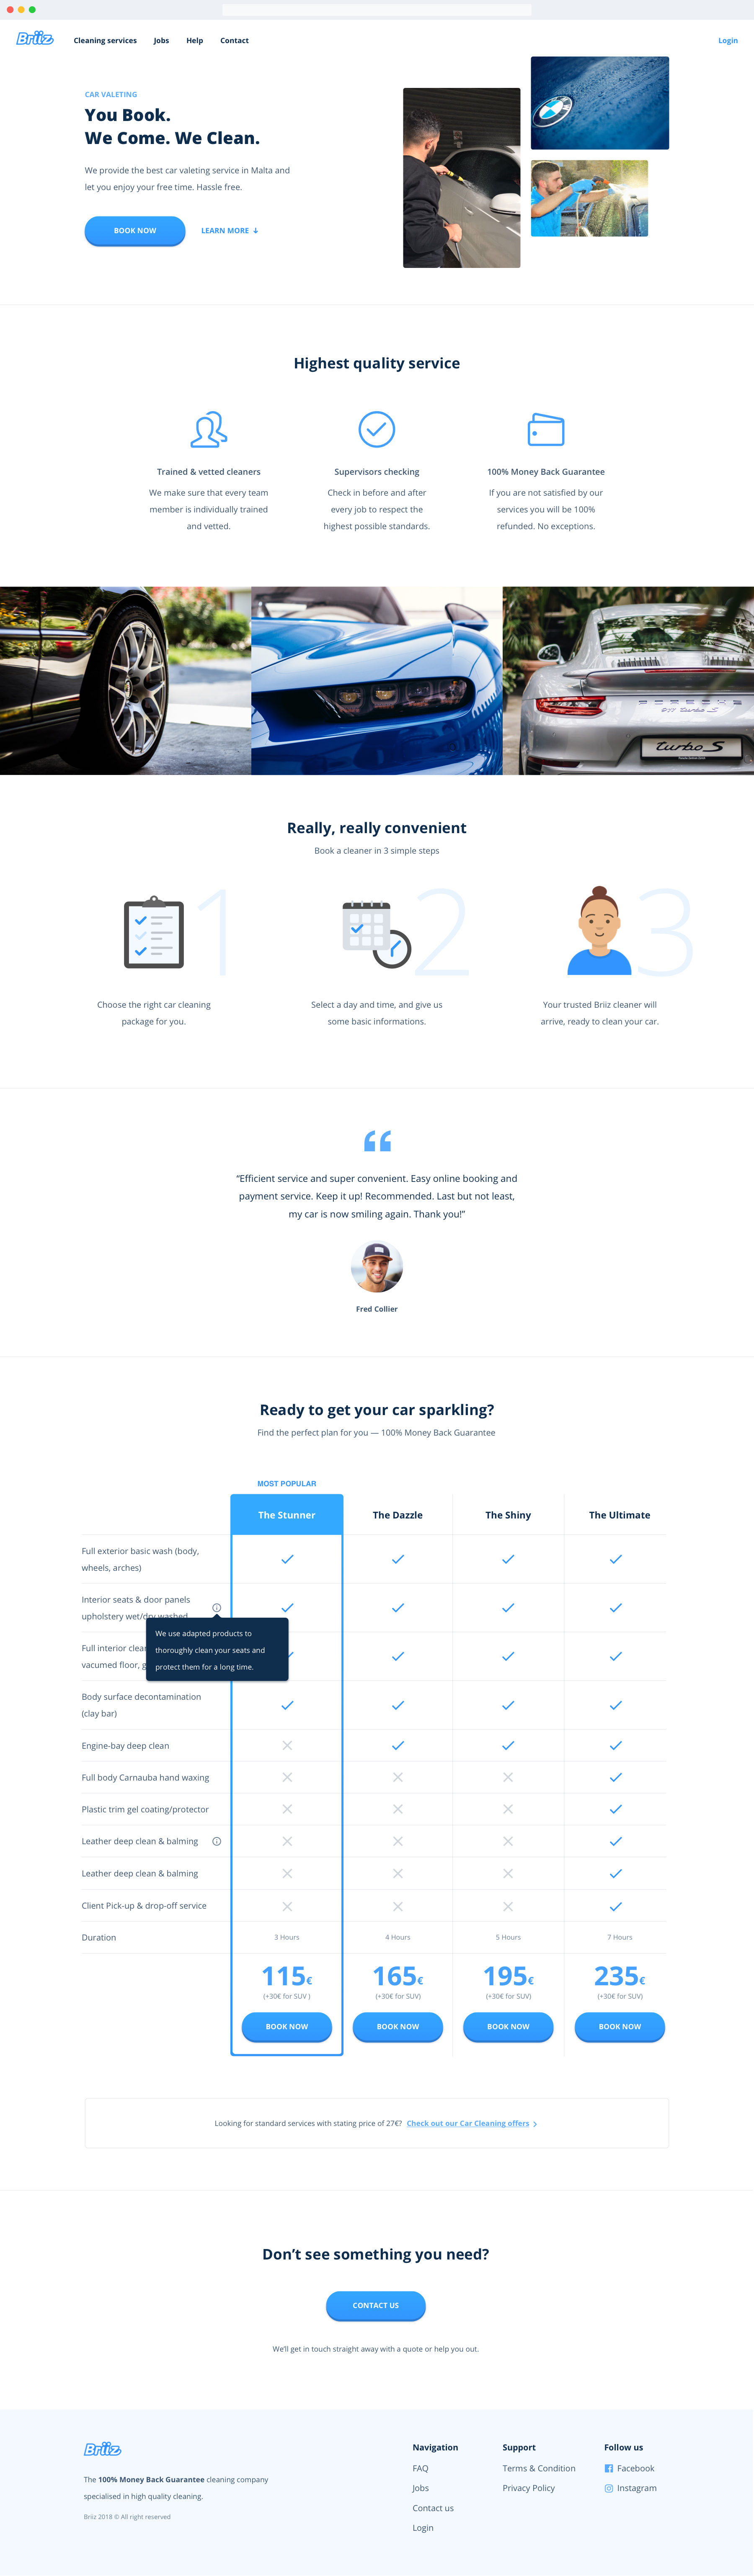 Briiz
Cleaning services
Jobs
Help
Contact
Login
CAR VALETING
You Book.
We Come. We Clean.
We provide the best car valeting service in Malta and
let you enjoy your free time. Hassle free.
BOOK NOW
LEARN MORE
Highest quality service
Trained & vetted cleaners
We make sure that every team
member is individually trained
and vetted.
Supervisors checking
Check in before and after
every job to respect the
highest possible standards.
100% Money Back Guarantee
If you are not satisfied by our
services you will be 100%
refunded. No exceptions.
911 Turbo S
turbo S
Really, really convenient
Book a cleaner in 3 simple steps
1
2
3
Choose the right car cleaning
package for you.
Select a day and time, and give us
some basic informations.
Your trusted Briiz cleaner will
arrive, ready to clean your car.
“Efficient service and super convenient. Easy online booking and
payment service. Keep it up! Recommended. Last but not least,
my car is now smiling again. Thank you!”
Fred Collier
Ready to get your car sparkling?
Find the perfect plan for you — 100% Money Back Guarantee
MOST POPULAR
The Stunner
The Dazzle
The Shiny
The Ultimate
Full exterior basic wash (body,
wheels, arches)
Interior seats & door panels
upholstery wet/dry washed
We use adapted products to
thoroughly clean your seats and
protect them for a long time.
Full interior clea
vacumed floor, g
Body surface decontamination
(clay bar)
Engine-bay deep clean
Full body Carnauba hand waxing
Plastic trim gel coating/protector
Leather deep clean & balming
Leather deep clean & balming
Client Pick-up & drop-off service
Duration
3 Hours
4 Hours
5 Hours
7 Hours
115€
165€
195€
235€
(+30€ for SUV )
(+30€ for SUV)
(+30€ for SUV)
(+30€ for SUV)
BOOK NOW
BOOK NOW
BOOK NOW
BOOK NOW
Looking for standard services with stating price of 27€? Check out our Car Cleaning offers
Don’t see something you need?
CONTACT US
We’ll get in touch straight away with a quote or help you out.
Briiz
The 100% Money Back Guarantee cleaning company
specialised in high quality cleaning.
Briiz 2018 © All right reserved
Navigation
FAQ
Jobs
Contact us
Login
Support
Terms & Condition
Privacy Policy
Follow us
Facebook
Instagram